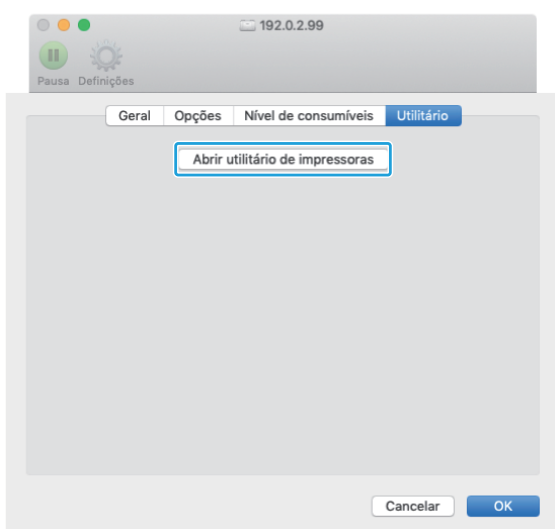 192.0.2.99
Pausa Definições
Geral Opções Nível de consumíveis Utilitário
Abrir utilitário de impressoras
Cancelar OK